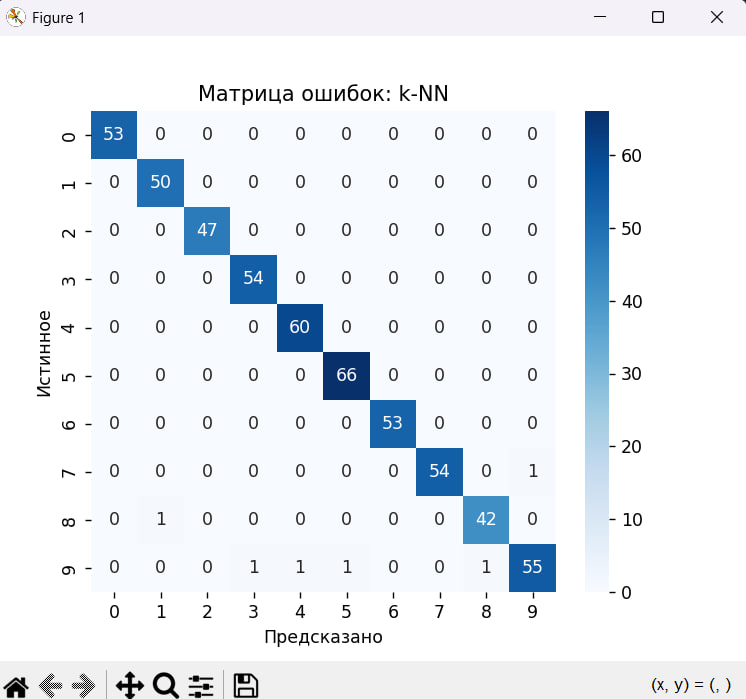 Figure 1
Матрица ошибок: k-NN
0 53 0 0 0 0 0 0 0 0 0
1 0 50 0 0 0 0 0 0 0 0
2 0 0 47 0 0 0 0 0 0 0
3 0 0 0 54 0 0 0 0 0 0
4 0 0 0 0 60 0 0 0 0 0
5 0 0 0 0 0 66 0 0 0 0
6 0 0 0 0 0 0 53 0 0 0
7 0 0 0 0 0 0 0 54 0 1
8 0 1 0 0 0 0 0 0 42 0
9 0 0 0 1 1 1 0 0 1 55
0 1 2 3 4 5 6 7 8 9
Истинное
Предсказано
60
50
40
30
20
10
0
(x, y) = (, )